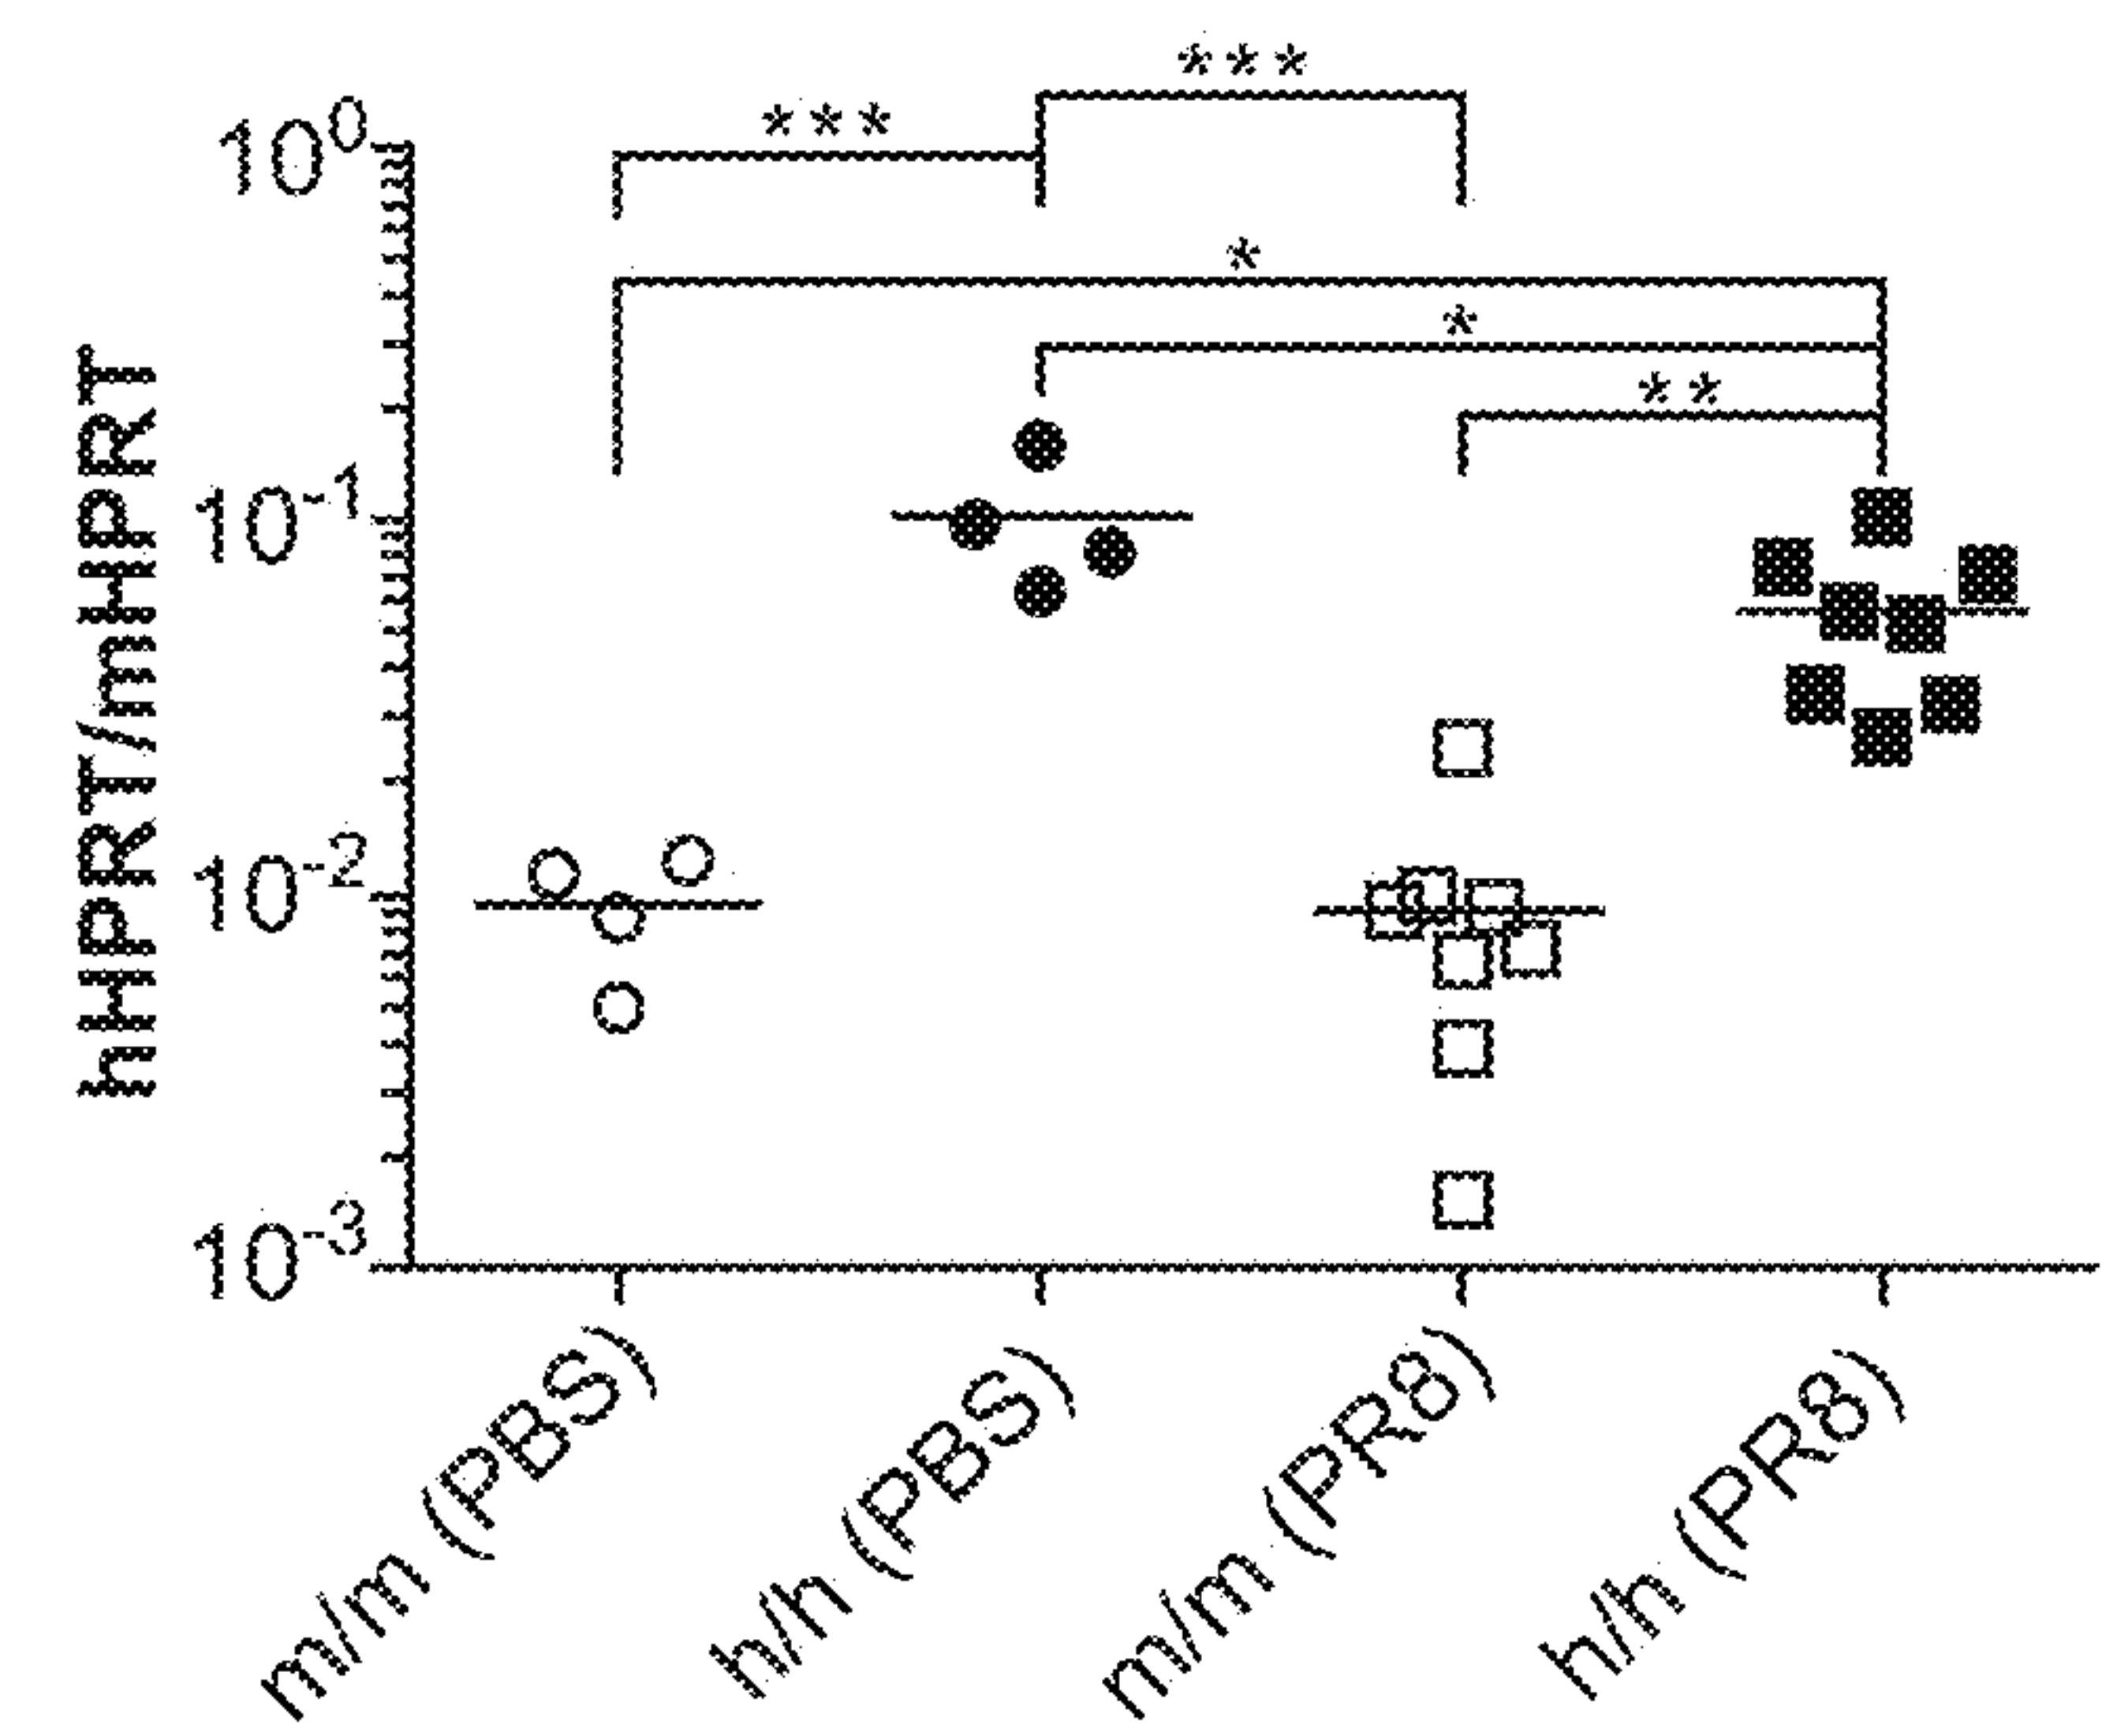 ***
***
*
*
**
hHPRT/mHPRT
10⁰
10⁻¹
10⁻²
10⁻³
m/m (PBS)
h/h (PBS)
m/m (PR8)
h/h (PR8)